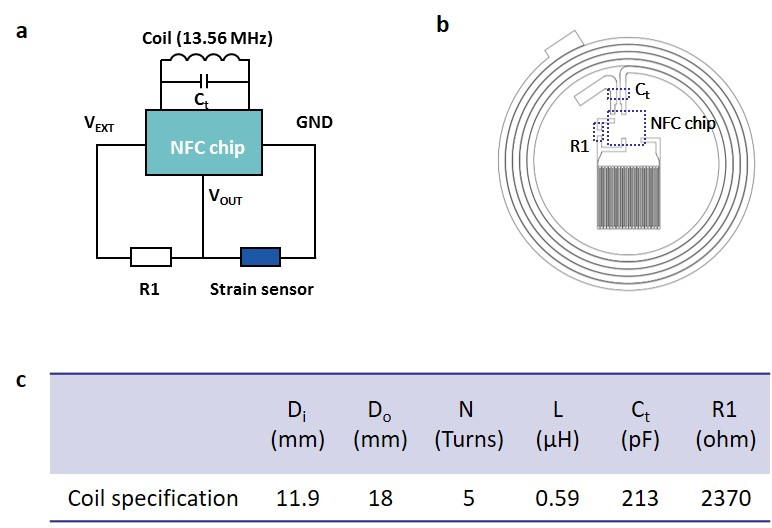 a
Coil (13.56 MHz)
Ct
VEXT
GND
NFC chip
VOUT
R1
Strain sensor
b
Ct
NFC chip
R1
c
Di (mm)
Do (mm)
N (Turns)
L (μH)
Ct (pF)
R1 (ohm)
Coil specification 11.9 18 5 0.59 213 2370